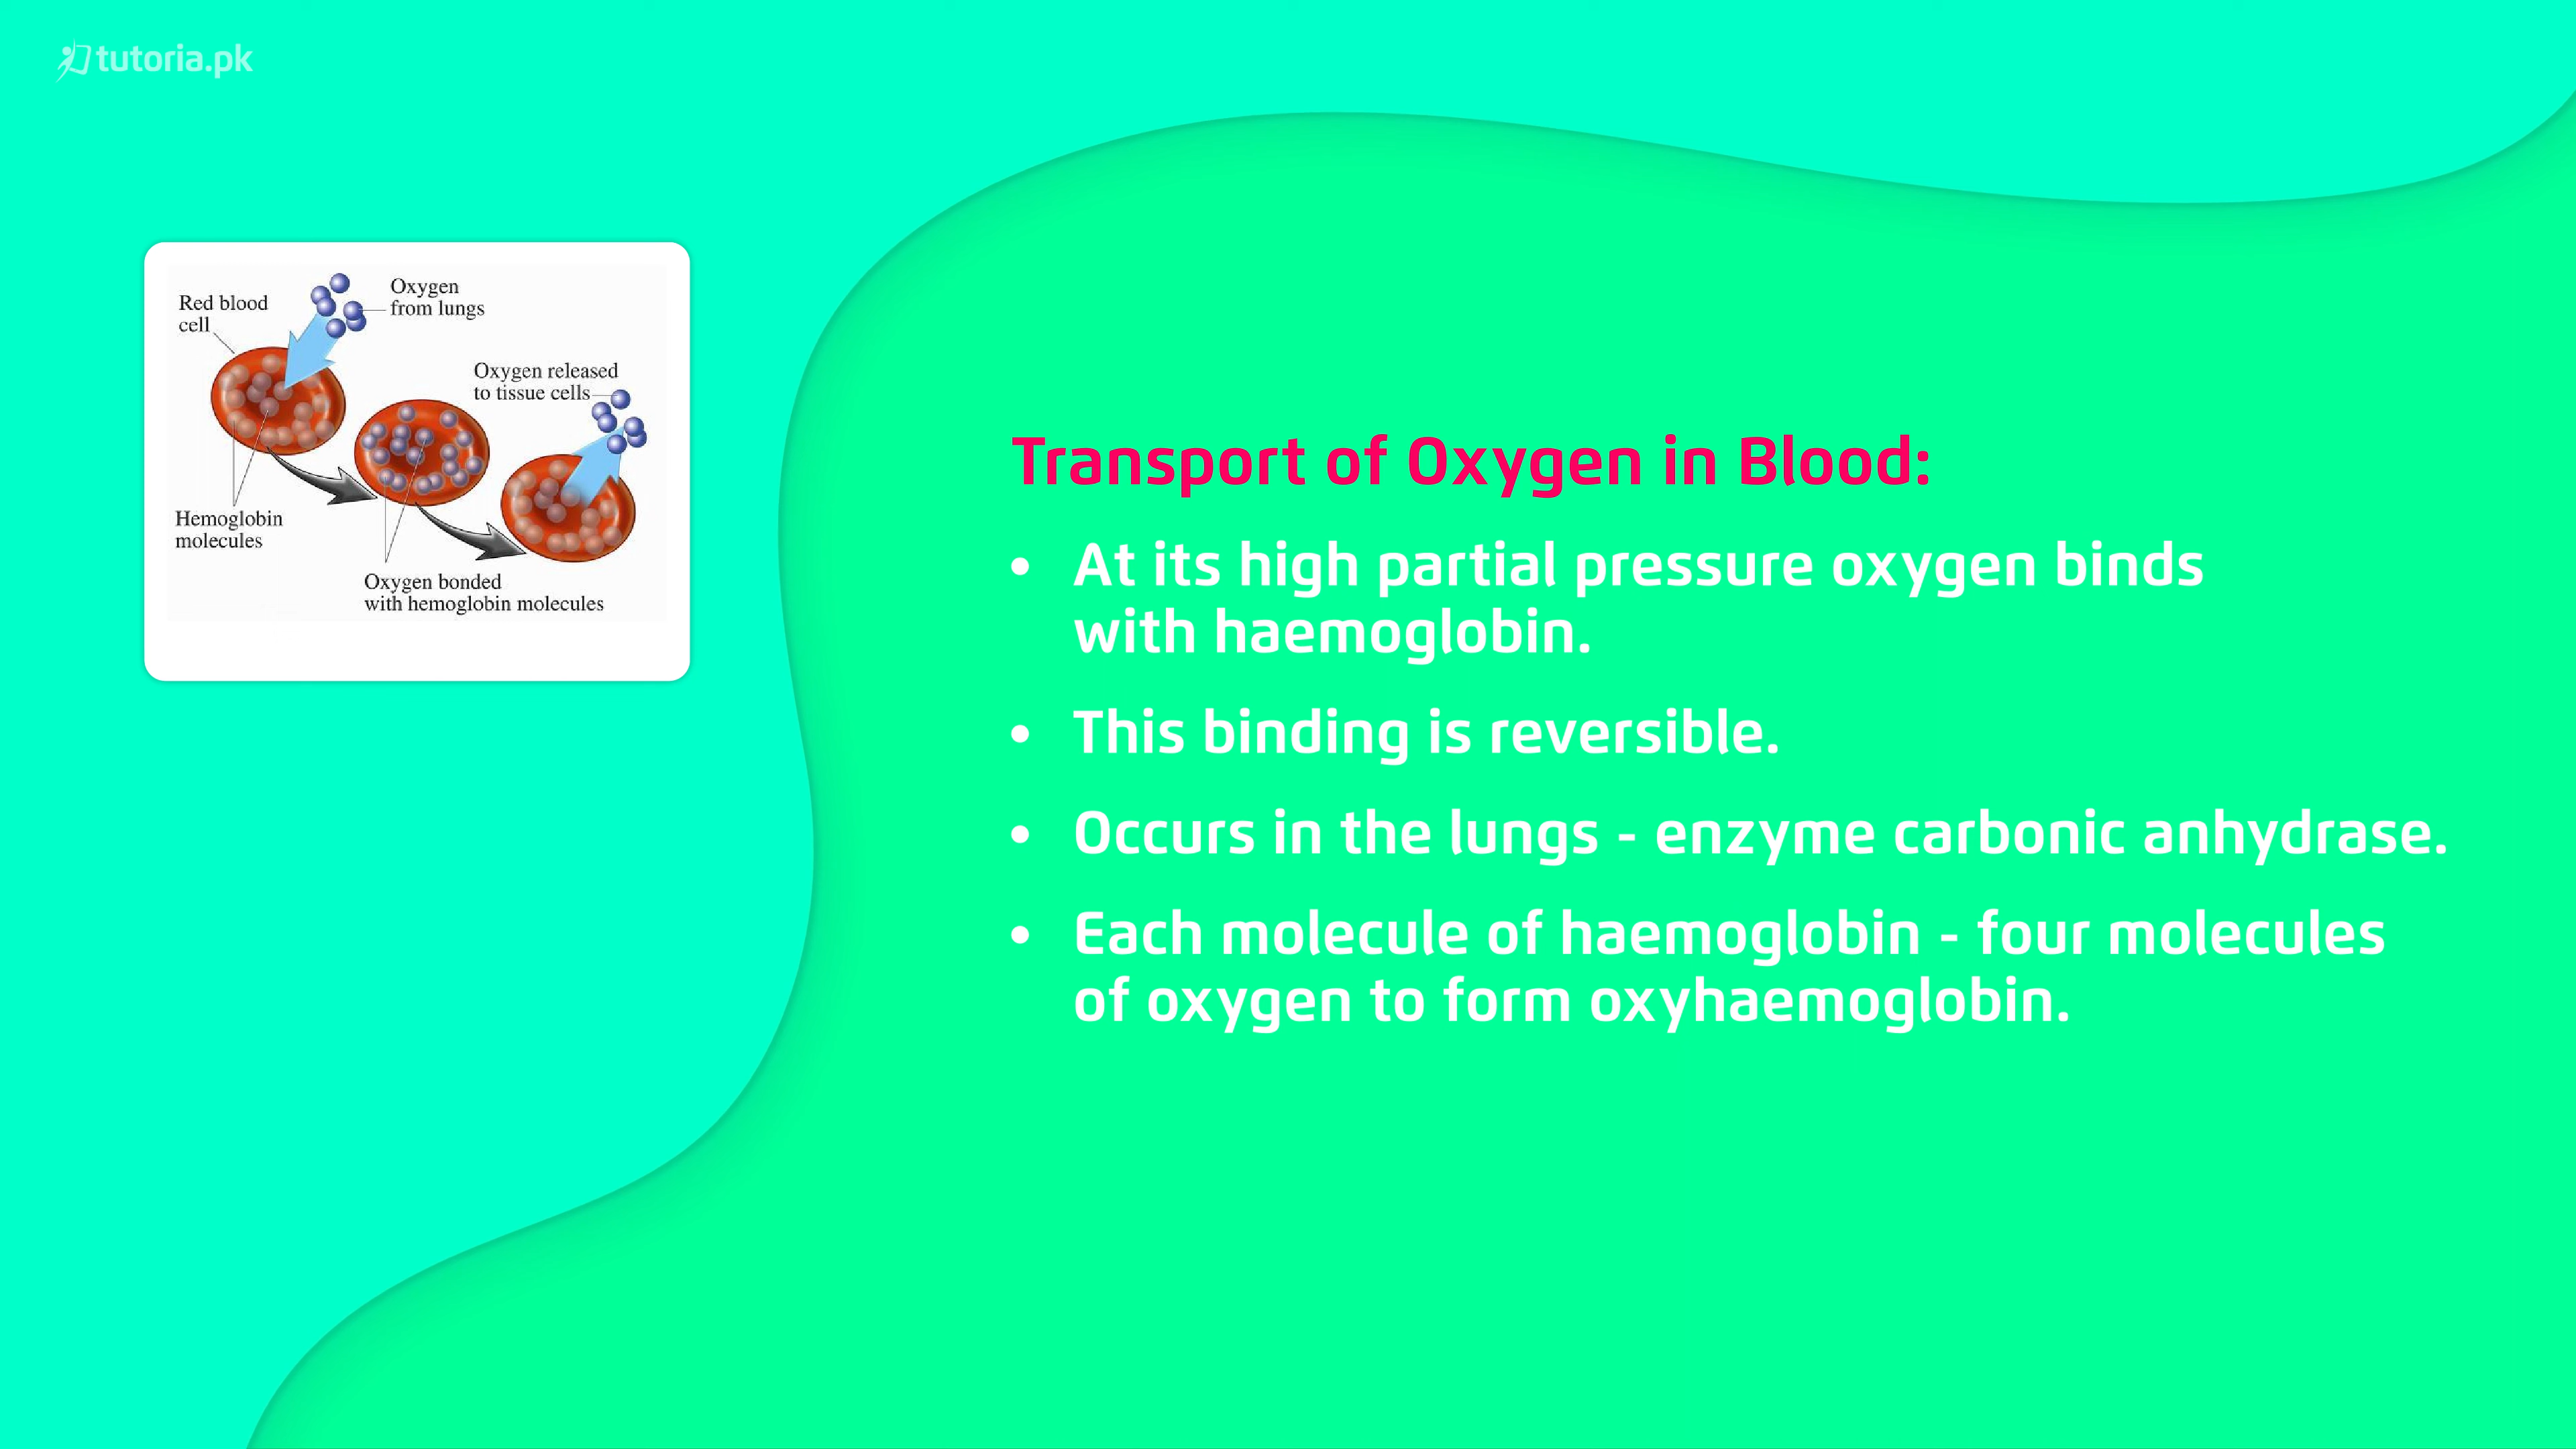 tutoria.pk
Red blood
cell
Oxygen
from lungs
Oxygen released
to tissue cells
Hemoglobin
molecules
Oxygen bonded
with hemoglobin molecules
Transport of Oxygen in Blood:
• At its high partial pressure oxygen binds
with haemoglobin.
• This binding is reversible.
• Occurs in the lungs - enzyme carbonic anhydrase.
• Each molecule of haemoglobin - four molecules
of oxygen to form oxyhaemoglobin.